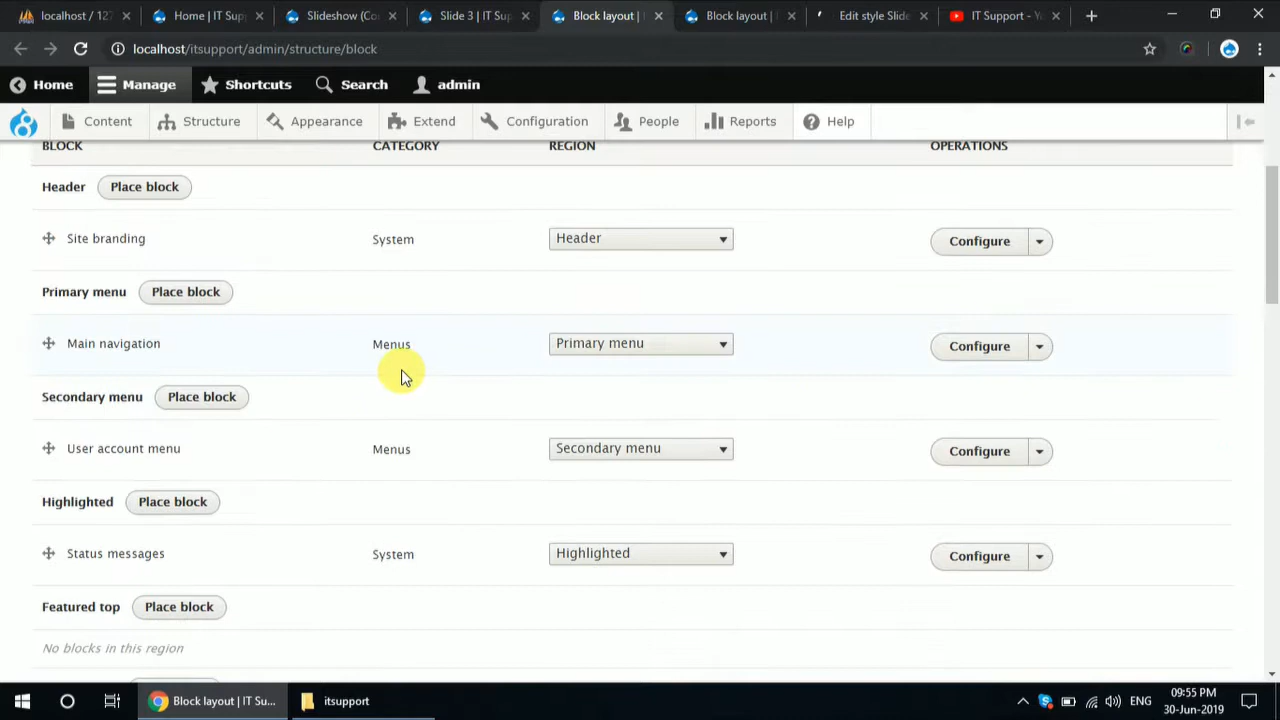 localhost / 127
Home | IT Supp
Slideshow (Con
Slide 3 | IT Sup
Block layout |
Block layout |
Edit style Slide
IT Support - Yo
localhost/itsupport/admin/structure/block
Home
Manage
Shortcuts
Search
admin
Content
Structure
Appearance
Extend
Configuration
People
Reports
Help
BLOCK CATEGORY REGION OPERATIONS
Header Place block
Site branding System Header Configure
Primary menu Place block
Main navigation Menus Primary menu Configure
Secondary menu Place block
User account menu Menus Secondary menu Configure
Highlighted Place block
Status messages System Highlighted Configure
Featured top Place block
No blocks in this region
Block layout | IT Su...
itsupport
ENG
09:55 PM
30-Jun-2019